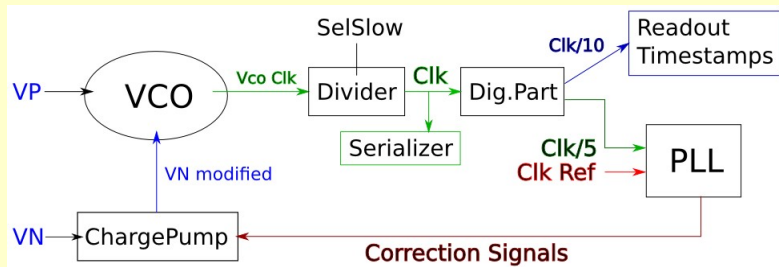 SelSlow
Readout
Timestamps
Clk/10
VP
VCO
Vco Clk
Divider
Clk
Dig.Part
Serializer
Clk/5
Clk Ref
PLL
VN modified
VN
ChargePump
Correction Signals